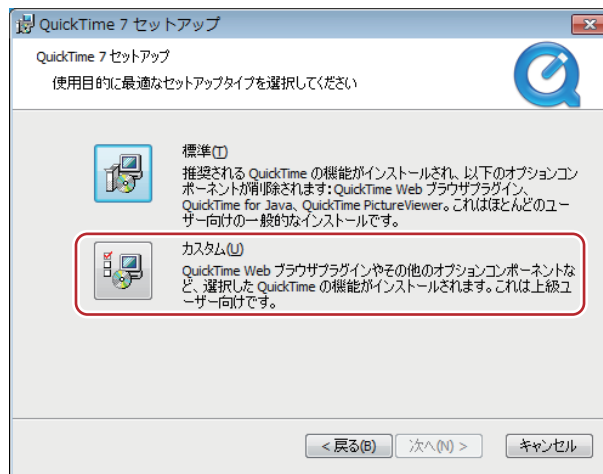 QuickTime 7 セットアップ
QuickTime 7 セットアップ
使用目的に最適なセットアップタイプを選択してください
標準(T)
推奨される QuickTime の機能がインストールされ、以下のオプションコン
ポーネントが削除されます：QuickTime Web ブラウザプラグイン、
QuickTime for Java、QuickTime PictureViewer。これはほとんどのユー
ザー向けの一般的なインストールです。
カスタム(U)
QuickTime Web ブラウザプラグインやその他のオプションコンポーネントな
ど、選択した QuickTime の機能がインストールされます。これは上級ユ
ーザー向けです。
< 戻る(B)
次へ(N) >
キャンセル